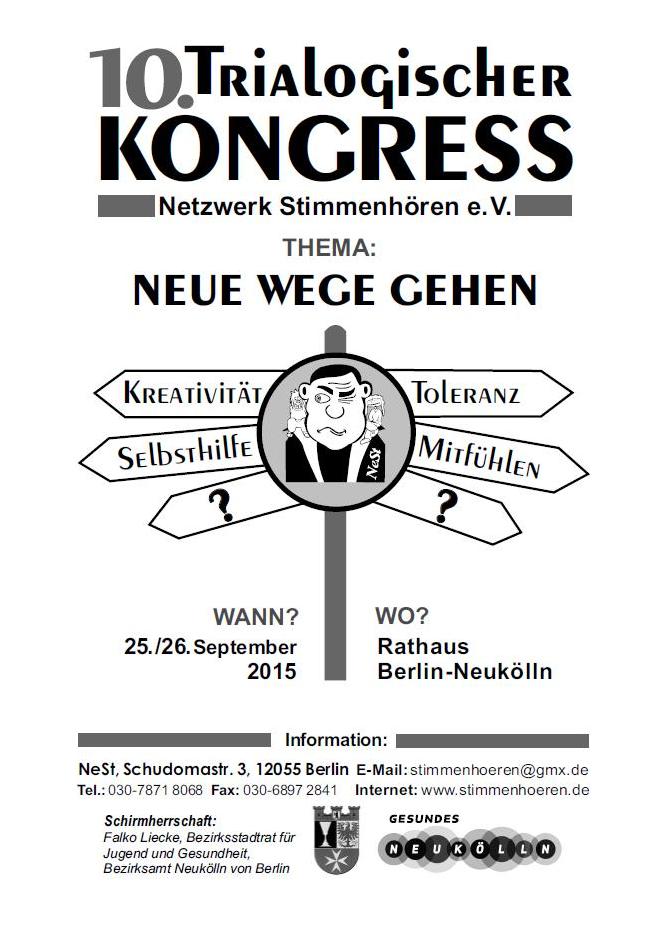 10. Trialogischer
KONGRESS
Netzwerk Stimmenhören e.V.
THEMA:
NEUE WEGE GEHEN
Kreativität
Toleranz
Selbsthilfe
Mitfühlen
?
?
NeSt
WANN?
25./26. September
2015
WO?
Rathaus
Berlin-Neukölln
Information:
NeSt, Schudomastr. 3, 12055 Berlin E-Mail: stimmenhoeren@gmx.de
Tel.: 030-7871 8068 Fax: 030-6897 2841 Internet: www.stimmenhoeren.de
Schirmherrschaft:
Falko Liecke, Bezirksstadtrat für
Jugend und Gesundheit,
Bezirksamt Neukölln von Berlin
GESUNDES
NEUKÖLLN